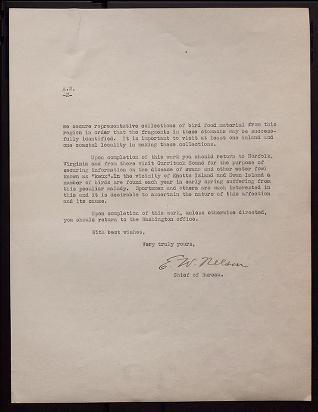 -2-
we secure representative collections of bird food material from this
region in order that the fragments in these stomachs may be success-
fully identified. It is important to visit at least one inland and
one coastal locality in making these collections.
Upon completion of this work you should return to Norfolk,
Virginia and from there visit Currituck Sound for the purpose of
securing information on the disease of swans and other water fowl
known as "koax". In the vicinity of Knotts Island and Swan Island a
number of birds are found each year in early spring suffering from
this peculiar malady. Sportsmen and others are much interested in
this and it is desirable to ascertain the nature of this affection
and its cause.
Upon completion of this work, unless otherwise directed,
you should return to the Washington office.
With best wishes,
Very truly yours,
E. W. Nelson
Chief of Bureau.